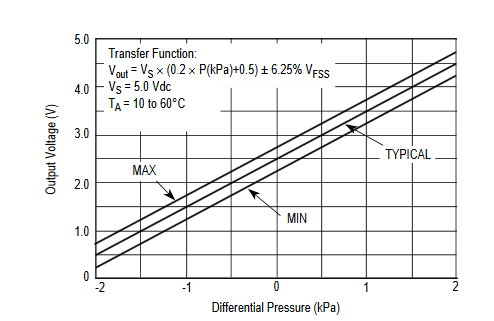 5.0
Transfer Function:
Vout = VS × (0.2 × P(kPa)+0.5) ± 6.25% VFSS
VS = 5.0 Vdc
TA = 10 to 60°C
4.0
3.0
2.0
1.0
0
Output Voltage (V)
MAX
TYPICAL
MIN
-2 -1 0 1 2
Differential Pressure (kPa)